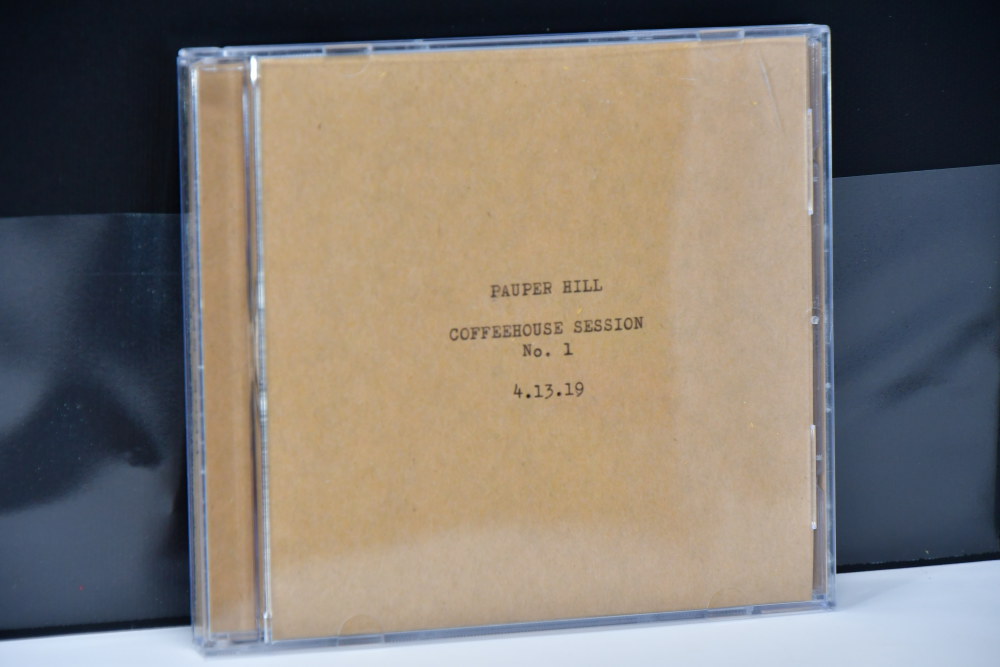 PAUPER HILL
COFFEEHOUSE SESSION
No. 1
4.13.19